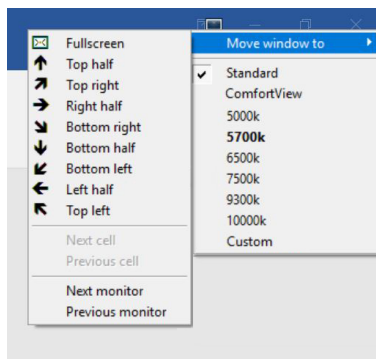 Fullscreen
Top half
Top right
Right half
Bottom right
Bottom half
Bottom left
Left half
Top left
Next cell
Previous cell
Next monitor
Previous monitor
Move window to
Standard
ComfortView
5000k
5700k
6500k
7500k
9300k
10000k
Custom